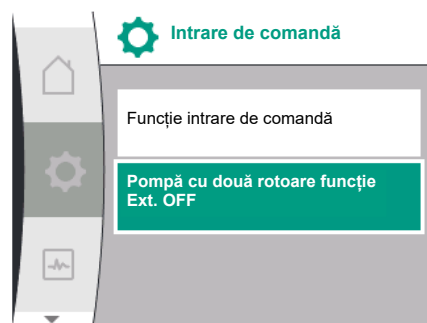 Intrare de comandă
Funcție intrare de comandă
Pompă cu două rotoare funcție
Ext. OFF